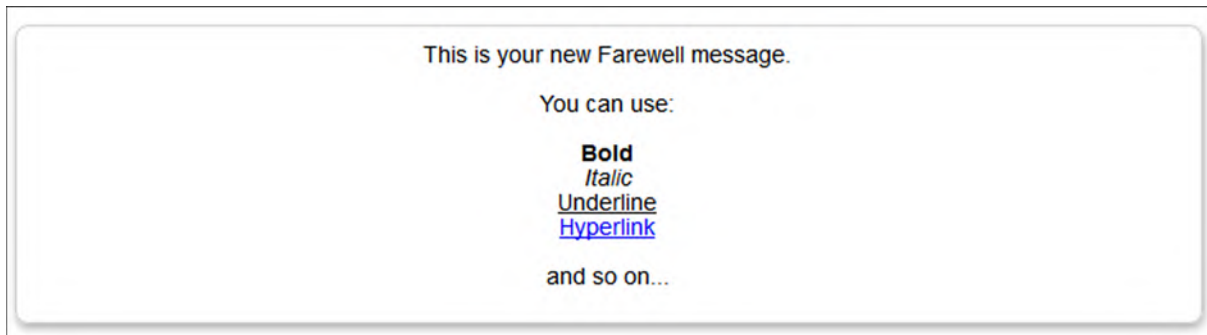 This is your new Farewell message.
You can use:
Bold
Italic
Underline
Hyperlink
and so on...